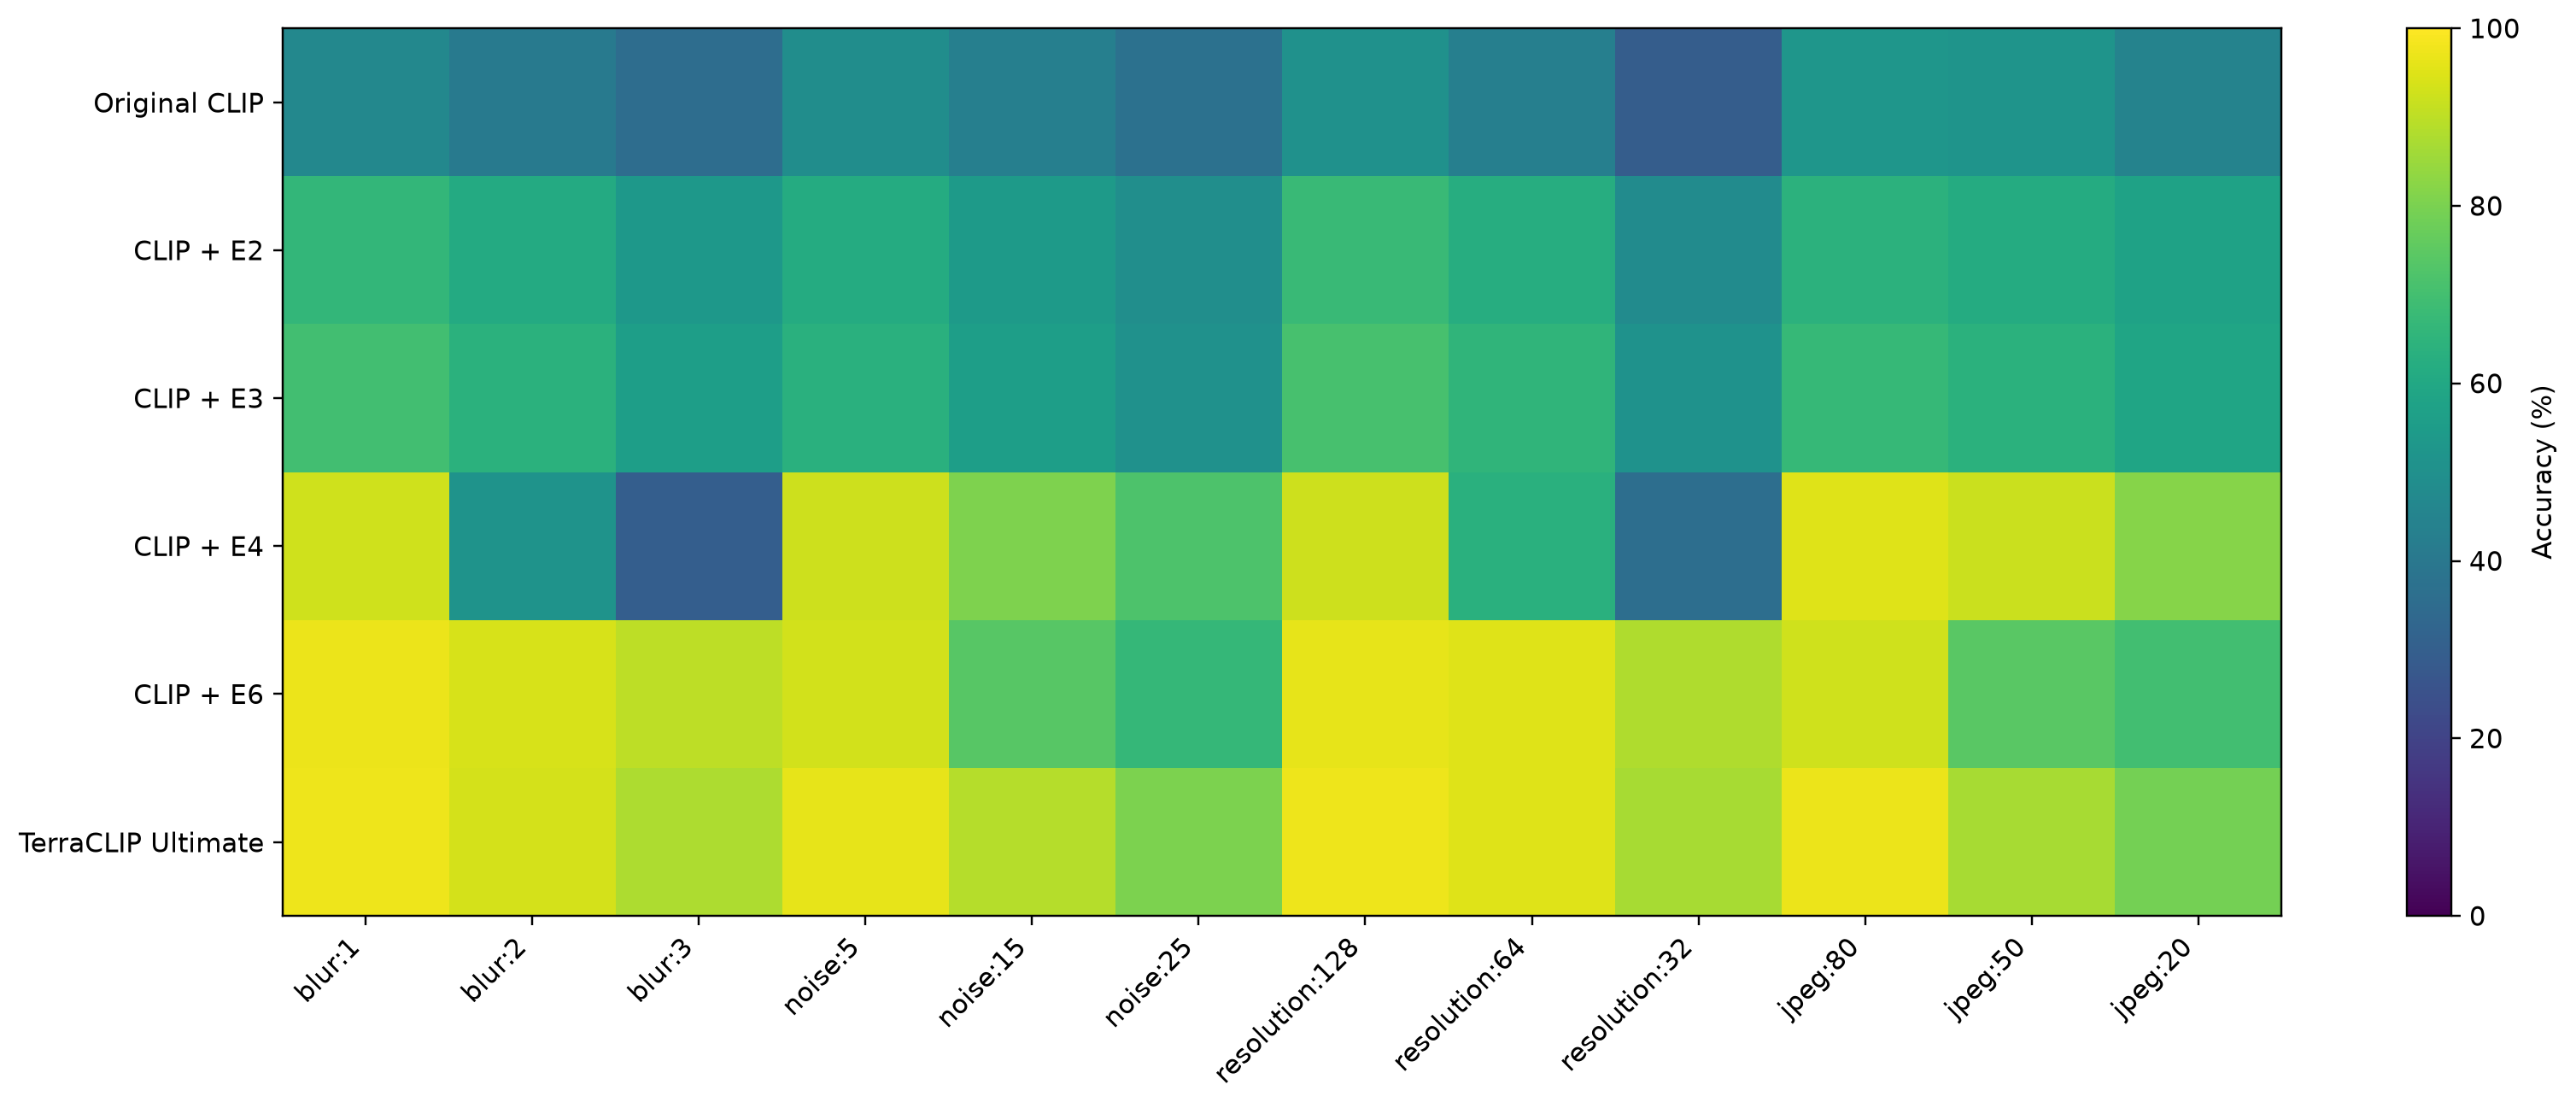 Original CLIP
CLIP + E2
CLIP + E3
CLIP + E4
CLIP + E6
TerraCLIP Ultimate
blur:1
blur:2
blur:3
noise:5
noise:15
noise:25
resolution:128
resolution:64
resolution:32
jpeg:80
jpeg:50
jpeg:20
100
80
60
40
20
0
Accuracy (%)